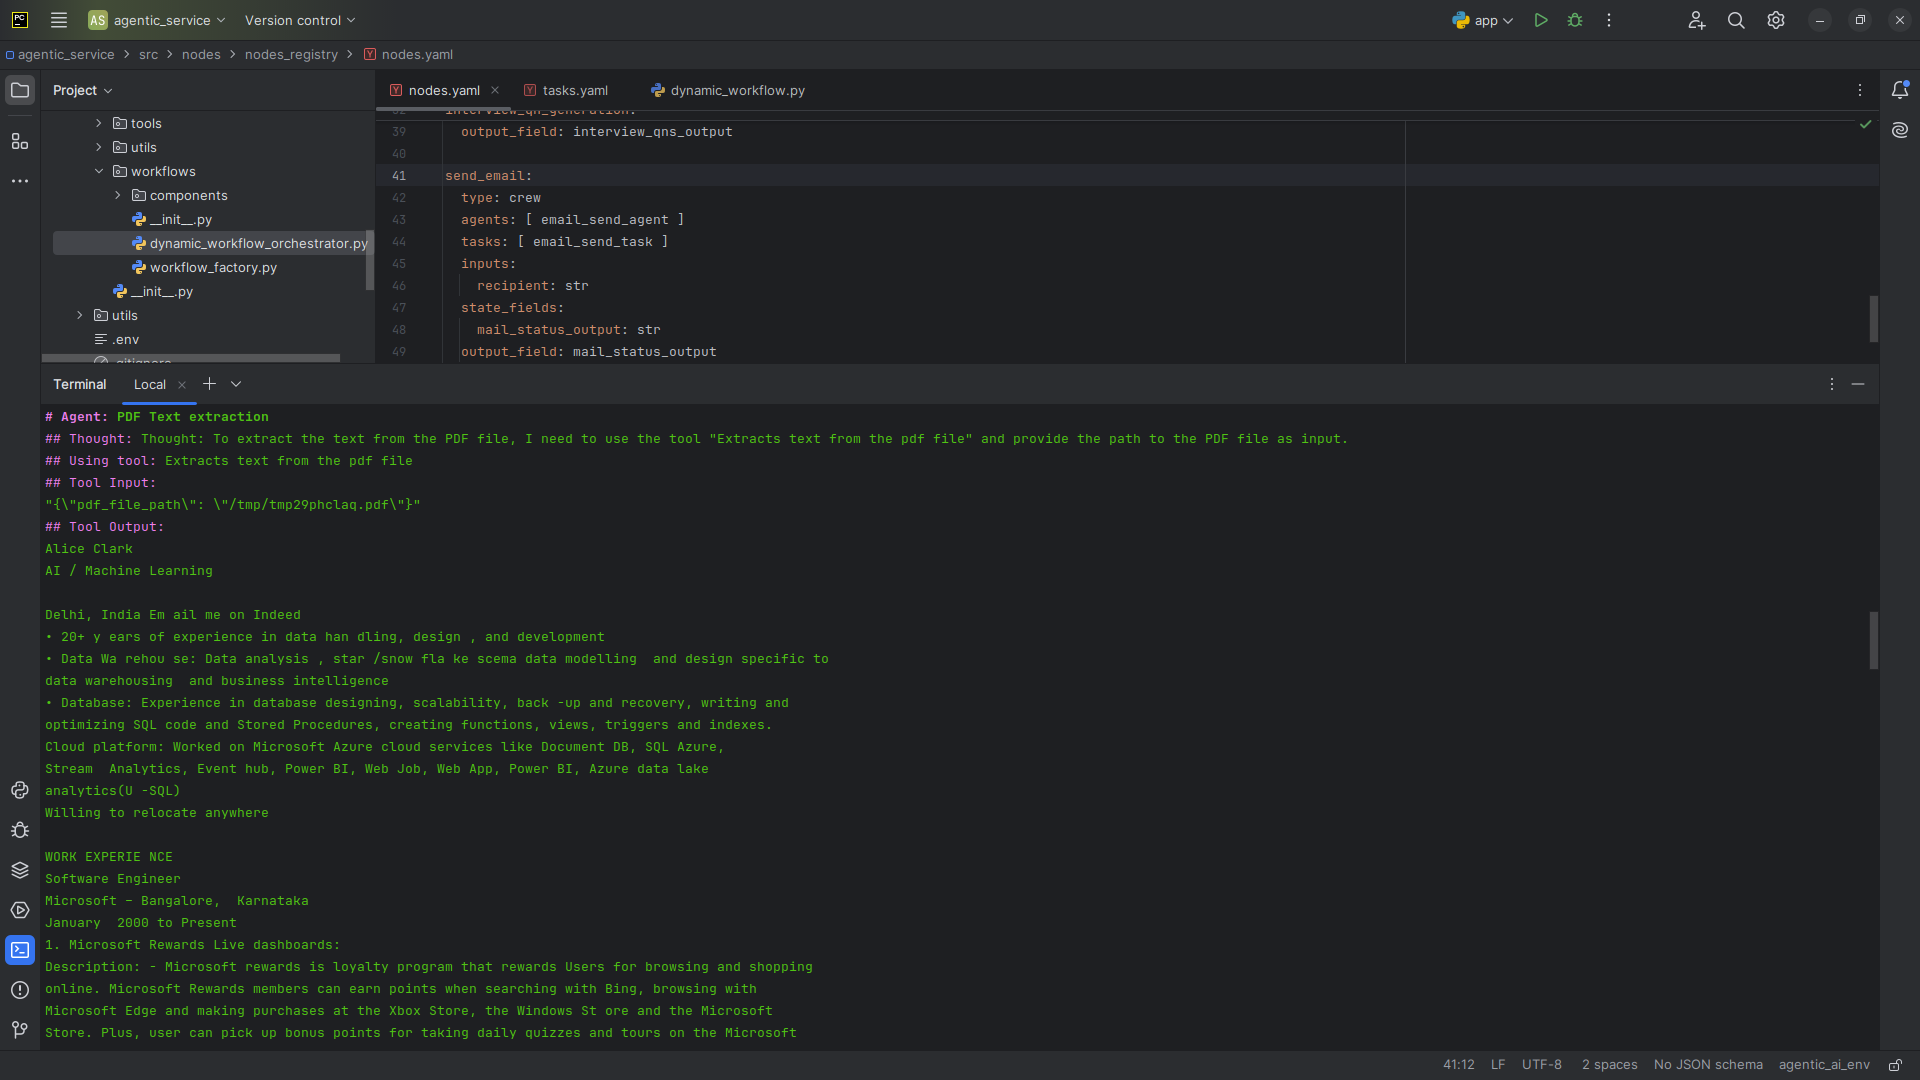 PC
AS agentic_service
Version control
app
agentic_service > src > nodes > nodes_registry > nodes.yaml
Project
nodes.yaml
tasks.yaml
dynamic_workflow.py
tools
utils
workflows
components
__init__.py
dynamic_workflow_orchestrator.py
workflow_factory.py
__init__.py
utils
.env
.gitignore
32 interview_qn_generation:
39 output_field: interview_qns_output
40
41 send_email:
42 type: crew
43 agents: [ email_send_agent ]
44 tasks: [ email_send_task ]
45 inputs:
46 recipient: str
47 state_fields:
48 mail_status_output: str
49 output_field: mail_status_output
Terminal
Local
# Agent: PDF Text extraction
## Thought: Thought: To extract the text from the PDF file, I need to use the tool "Extracts text from the pdf file" and provide the path to the PDF file as input.
## Using tool: Extracts text from the pdf file
## Tool Input:
"{\"pdf_file_path\": \"/tmp/tmp29phclaq.pdf\"}"
## Tool Output:
Alice Clark
AI / Machine Learning
Delhi, India Em ail me on Indeed
• 20+ y ears of experience in data han dling, design , and development
• Data Wa rehou se: Data analysis , star /snow fla ke scema data modelling  and design specific to
data warehousing  and business intelligence
• Database: Experience in database designing, scalability, back -up and recovery, writing and
optimizing SQL code and Stored Procedures, creating functions, views, triggers and indexes.
Cloud platform: Worked on Microsoft Azure cloud services like Document DB, SQL Azure,
Stream  Analytics, Event hub, Power BI, Web Job, Web App, Power BI, Azure data lake
analytics(U -SQL)
Willing to relocate anywhere
WORK EXPERIE NCE
Software Engineer
Microsoft – Bangalore,  Karnataka
January  2000 to Present
1. Microsoft Rewards Live dashboards:
Description: - Microsoft rewards is loyalty program that rewards Users for browsing and shopping
online. Microsoft Rewards members can earn points when searching with Bing, browsing with
Microsoft Edge and making purchases at the Xbox Store, the Windows St ore and the Microsoft
Store. Plus, user can pick up bonus points for taking daily quizzes and tours on the Microsoft
41:12
LF
UTF-8
2 spaces
No JSON schema
agentic_ai_env